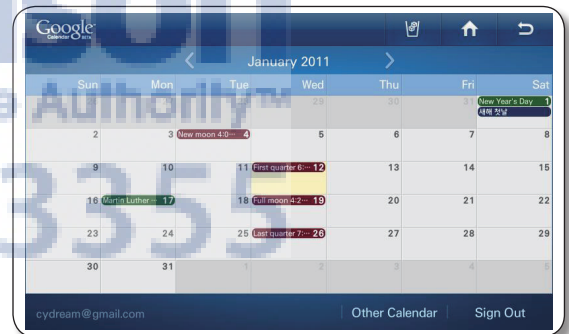 Google
Calendar BETA
January 2011
Sun Mon Tue Wed Thu Fri Sat
29 30 31 New Year's Day 1
새해 첫날
2 3 New moon 4:0… 4 5 6 7 8
9 10 11 First quarter 6:… 12 13 14 15
16 Martin Luther … 17 18 Full moon 4:2… 19 20 21 22
23 24 25 Last quarter 7:… 26 27 28 29
30 31 1 2 3 4 5
cydream@gmail.com Other Calendar Sign Out
Authority™
3355